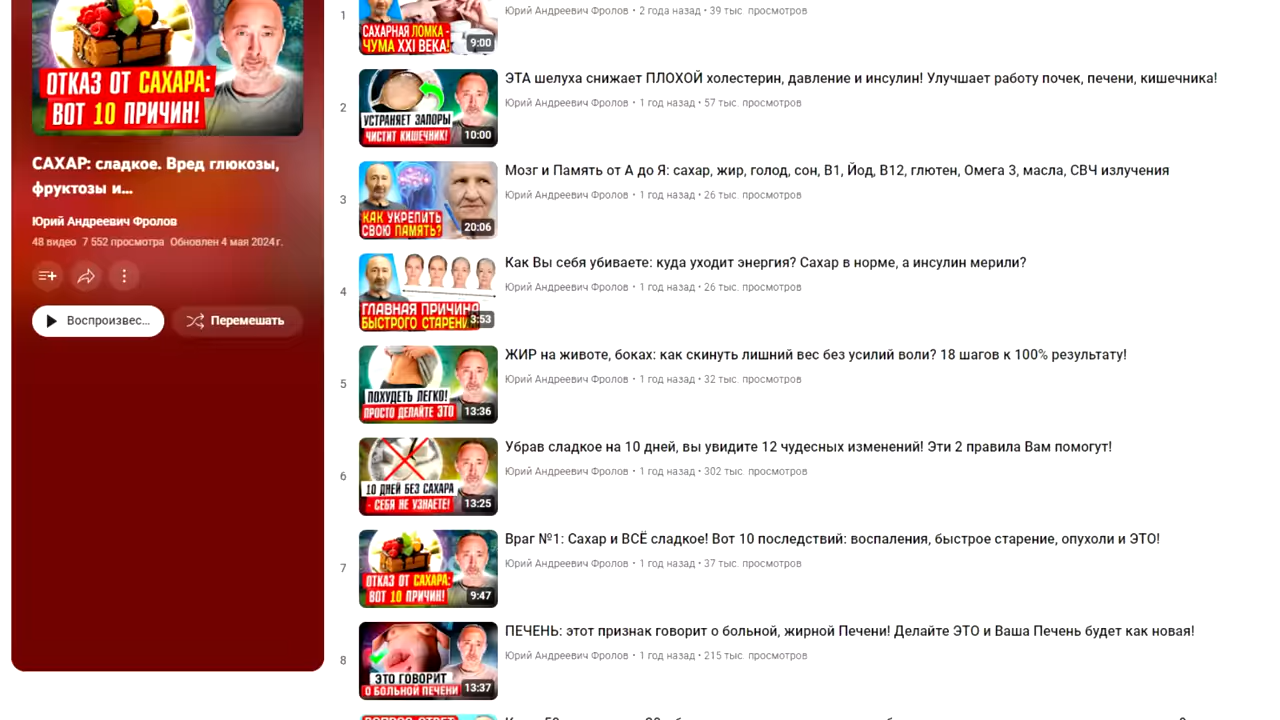 ОТКАЗ ОТ САХАРА:
ВОТ 10 ПРИЧИН!
САХАР: сладкое. Вред глюкозы,
фруктозы и...
Юрий Андреевич Фролов
48 видео 7 552 просмотра Обновлен 4 мая 2024 г.
Воспроизвес...
Перемешать
1
САХАРНАЯ ЛОМКА -
ЧУМА XXI ВЕКА!
9:00
Юрий Андреевич Фролов • 2 года назад • 39 тыс. просмотров
2
УСТРАНЯЕТ ЗАПОРЫ
ЧИСТИТ КИШЕЧНИК!
10:00
ЭТА шелуха снижает ПЛОХОЙ холестерин, давление и инсулин! Улучшает работу почек, печени, кишечника!
Юрий Андреевич Фролов • 1 год назад • 57 тыс. просмотров
3
КАК УКРЕПИТЬ
СВОЮ ПАМЯТЬ?
20:06
Мозг и Память от А до Я: сахар, жир, голод, сон, В1, Йод, В12, глютен, Омега 3, масла, СВЧ излучения
Юрий Андреевич Фролов • 1 год назад • 26 тыс. просмотров
4
ГЛАВНАЯ ПРИЧИНА
БЫСТРОГО
3:53
Как Вы себя убиваете: куда уходит энергия? Сахар в норме, а инсулин мерили?
Юрий Андреевич Фролов • 1 год назад • 26 тыс. просмотров
5
ПОХУДЕТЬ ЛЕГКО!
ПРОСТО ДЕЛАЙТЕ ЭТО
13:36
ЖИР на животе, боках: как скинуть лишний вес без усилий воли? 18 шагов к 100% результату!
Юрий Андреевич Фролов • 1 год назад • 32 тыс. просмотров
6
10 ДНЕЙ БЕЗ САХАРА
- СЕБЯ НЕ УЗНАЕТЕ!
13:25
Убрав сладкое на 10 дней, вы увидите 12 чудесных изменений! Эти 2 правила Вам помогут!
Юрий Андреевич Фролов • 1 год назад • 302 тыс. просмотров
7
ОТКАЗ ОТ САХАРА:
ВОТ 10 ПРИЧИН!
9:47
Враг №1: Сахар и ВСЁ сладкое! Вот 10 последствий: воспаления, быстрое старение, опухоли и ЭТО!
Юрий Андреевич Фролов • 1 год назад • 37 тыс. просмотров
8
ЭТО ГОВОРИТ
О БОЛЬНОЙ ПЕЧЕНИ
13:37
ПЕЧЕНЬ: этот признак говорит о больной, жирной Печени! Делайте ЭТО и Ваша Печень будет как новая!
Юрий Андреевич Фролов • 1 год назад • 215 тыс. просмотров